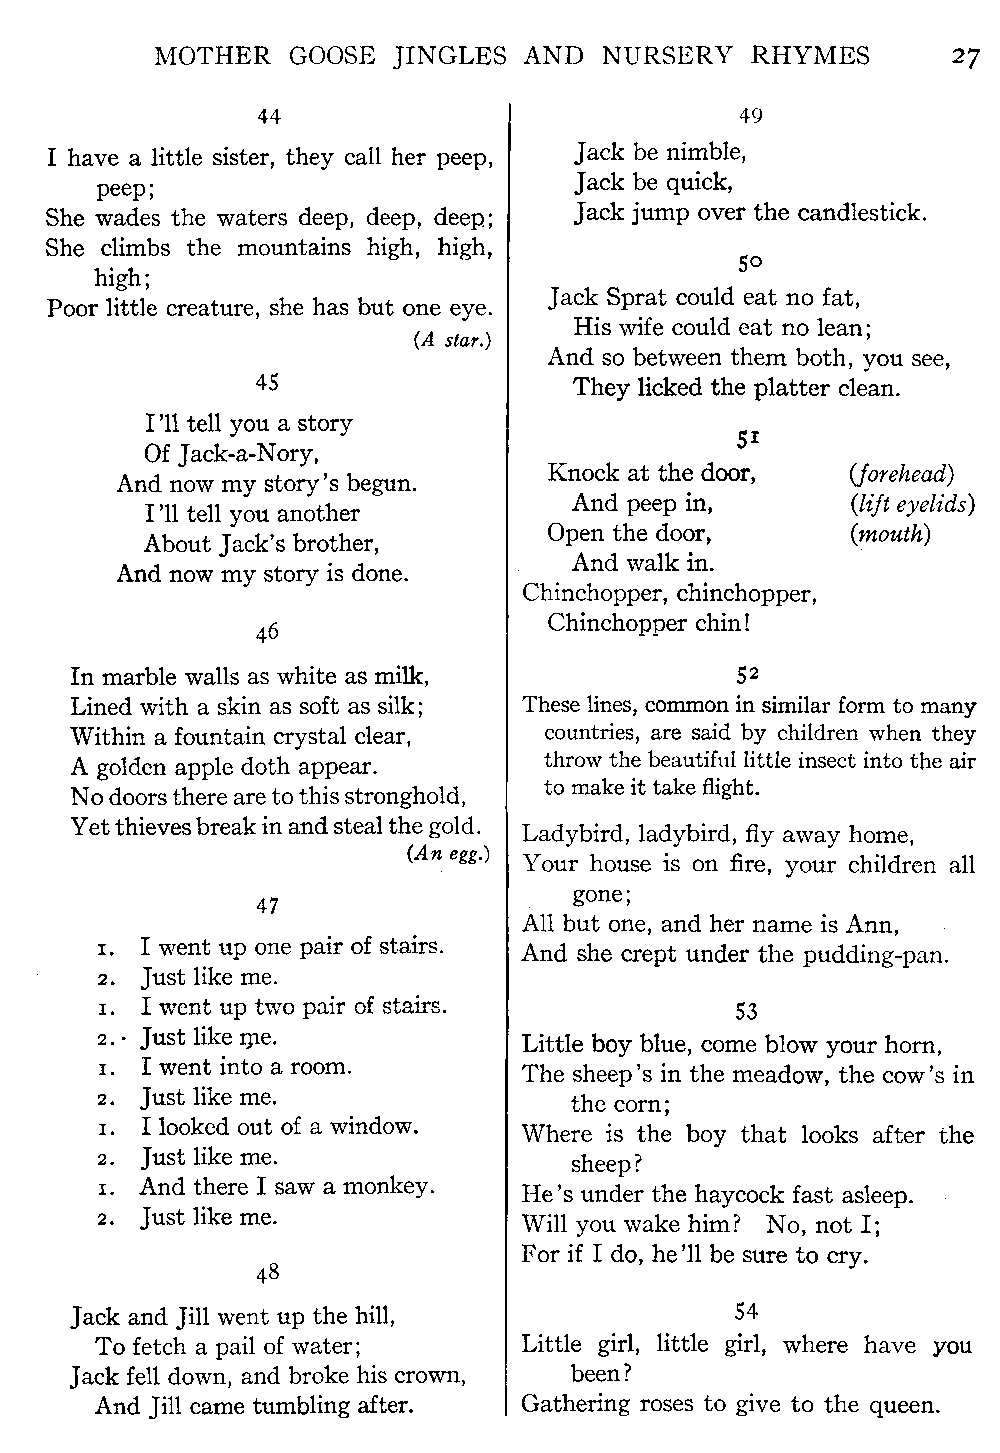 MOTHER GOOSE JINGLES AND NURSERY RHYMES 27
44
I have a little sister, they call her peep,
peep;
She wades the waters deep, deep, deep;
She climbs the mountains high, high,
high;
Poor little creature, she has but one eye.
(A star.)
45
I'll tell you a story
Of Jack-a-Nory,
And now my story's begun.
I'll tell you another
About Jack's brother,
And now my story is done.
46
In marble walls as white as milk,
Lined with a skin as soft as silk;
Within a fountain crystal clear,
A golden apple doth appear.
No doors there are to this stronghold,
Yet thieves break in and steal the gold.
(An egg.)
47
1. I went up one pair of stairs.
2. Just like me.
1. I went up two pair of stairs.
2. Just like me.
1. I went into a room.
2. Just like me.
1. I looked out of a window.
2. Just like me.
1. And there I saw a monkey.
2. Just like me.
48
Jack and Jill went up the hill,
To fetch a pail of water;
Jack fell down, and broke his crown,
And Jill came tumbling after.
49
Jack be nimble,
Jack be quick,
Jack jump over the candlestick.
50
Jack Sprat could eat no fat,
His wife could eat no lean;
And so between them both, you see,
They licked the platter clean.
51
Knock at the door, (forehead)
And peep in, (lift eyelids)
Open the door, (mouth)
And walk in.
Chinchopper, chinchopper,
Chinchopper chin!
52
These lines, common in similar form to many
countries, are said by children when they
throw the beautiful little insect into the air
to make it take flight.
Ladybird, ladybird, fly away home,
Your house is on fire, your children all
gone;
All but one, and her name is Ann,
And she crept under the pudding-pan.
53
Little boy blue, come blow your horn,
The sheep's in the meadow, the cow's in
the corn;
Where is the boy that looks after the
sheep?
He's under the haycock fast asleep.
Will you wake him? No, not I;
For if I do, he'll be sure to cry.
54
Little girl, little girl, where have you
been?
Gathering roses to give to the queen.